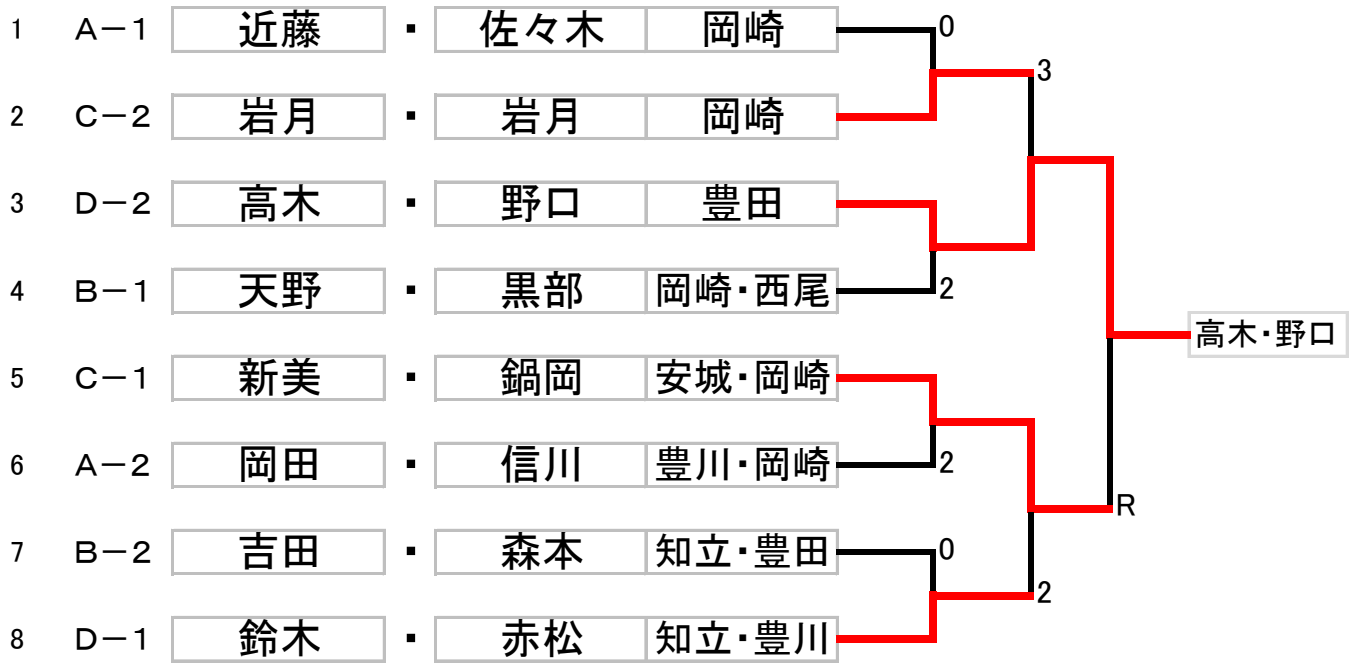 1 A－1 近藤 ・ 佐々木 岡崎 0
3
2 C－2 岩月 ・ 岩月 岡崎
3 D－2 高木 ・ 野口 豊田
4 B－1 天野 ・ 黒部 岡崎・西尾 2
高木・野口
5 C－1 新美 ・ 鍋岡 安城・岡崎
6 A－2 岡田 ・ 信川 豊川・岡崎 2
R
7 B－2 吉田 ・ 森本 知立・豊田 0
2
8 D－1 鈴木 ・ 赤松 知立・豊川